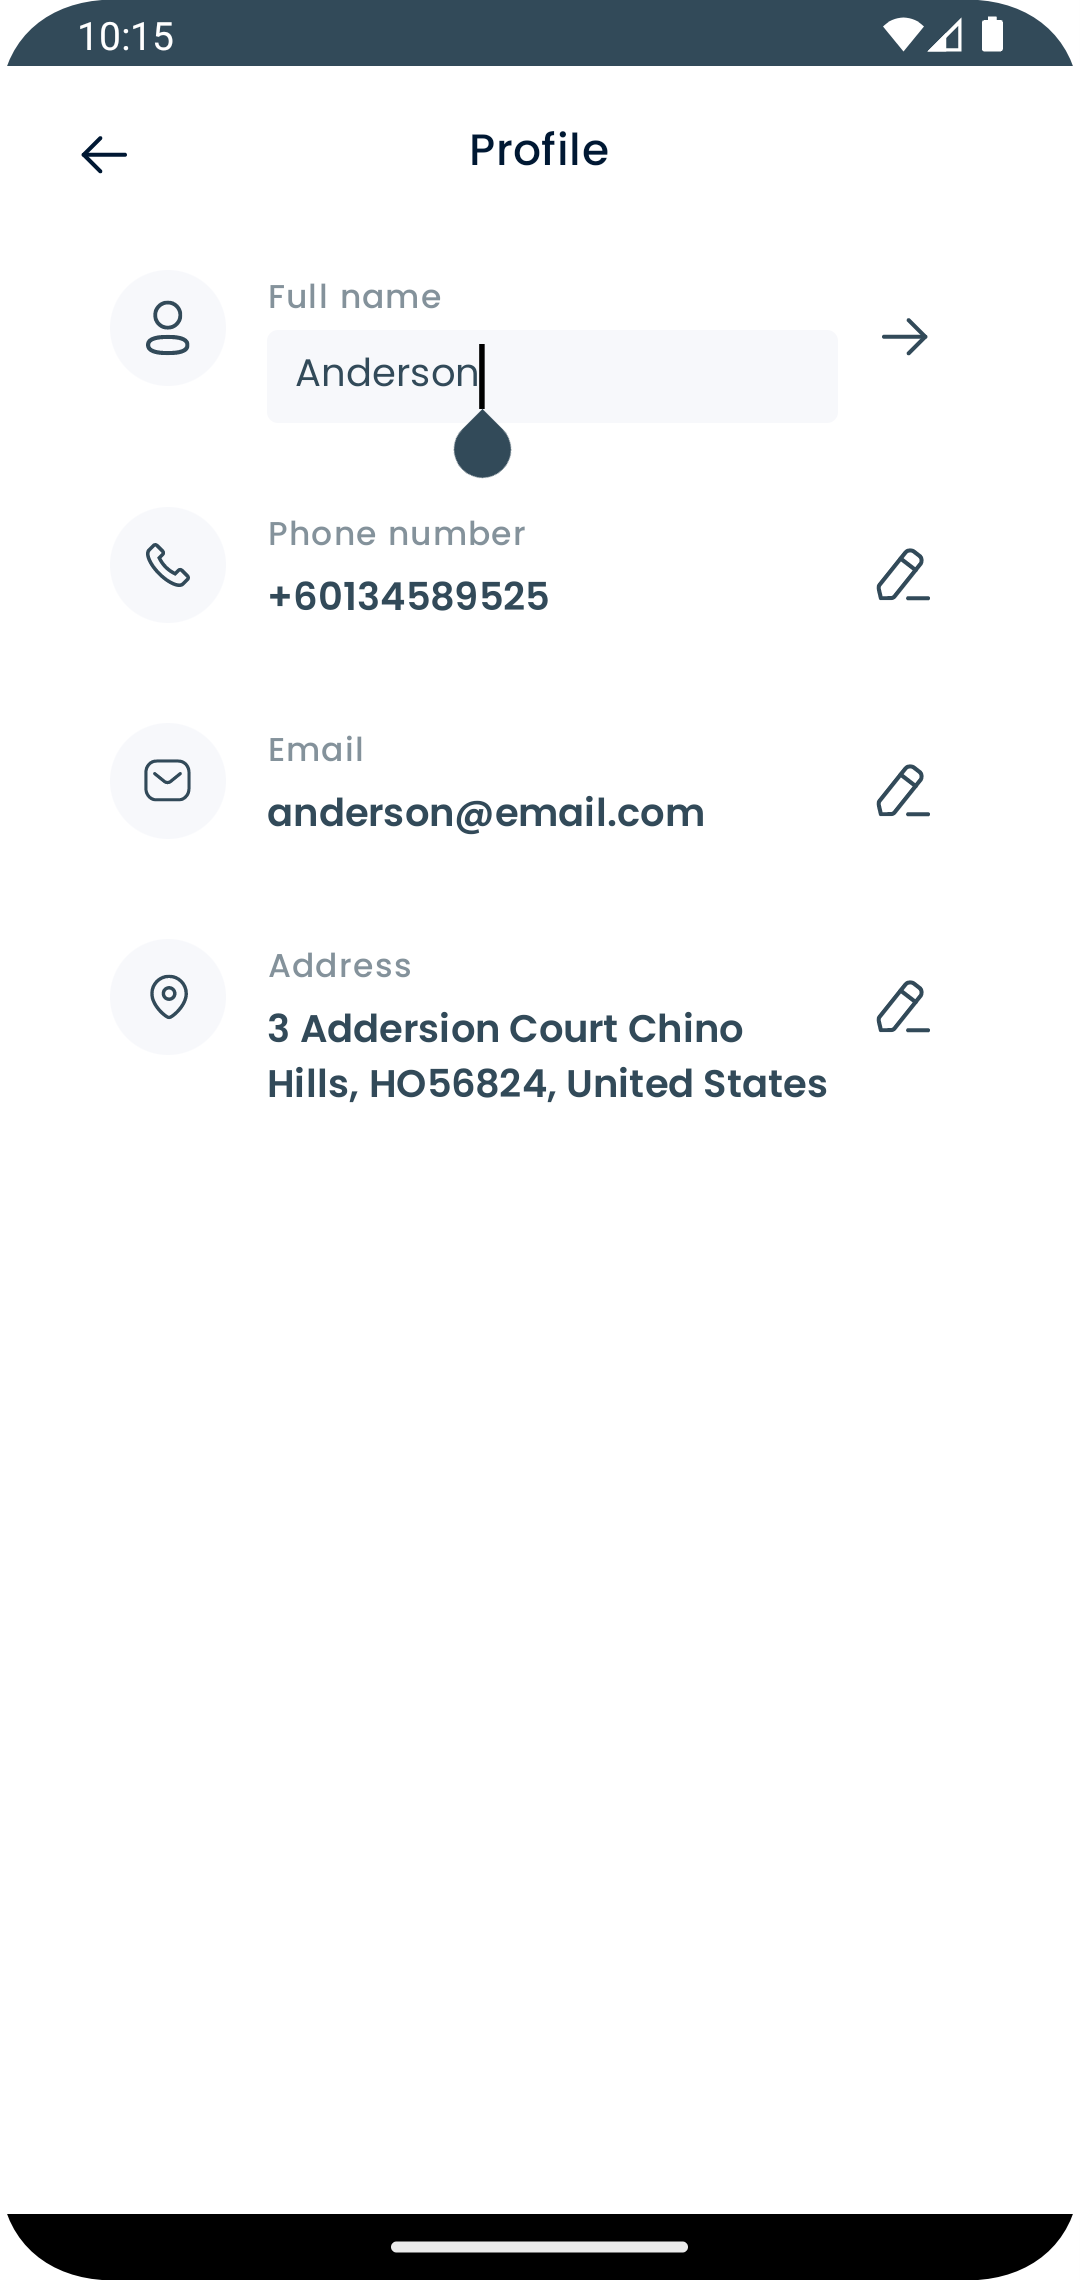 10:15
Profile
Full name
Anderson
Phone number
+60134589525
Email
anderson@email.com
Address
3 Addersion Court Chino
Hills, HO56824, United States